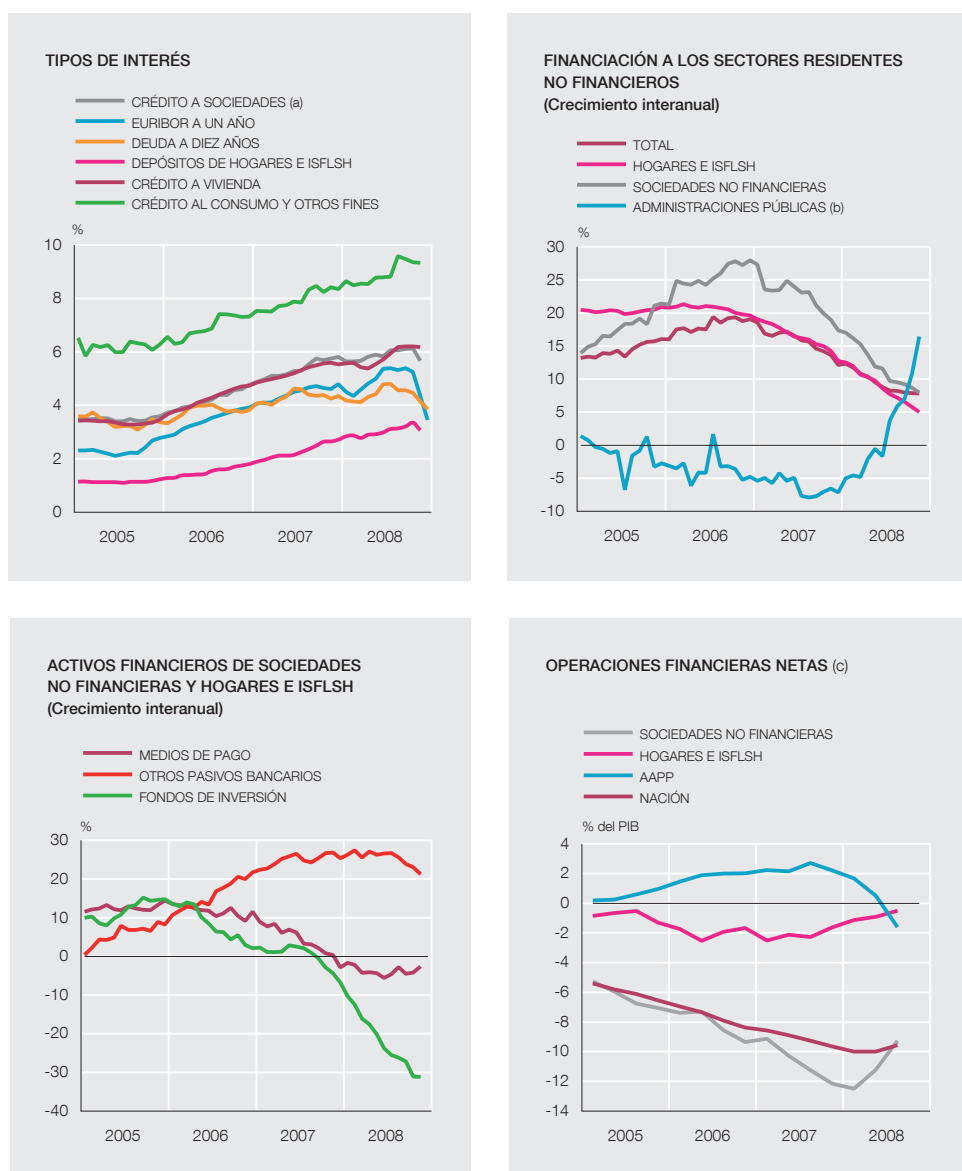 TIPOS DE INTERÉS
CRÉDITO A SOCIEDADES (a)
EURIBOR A UN AÑO
DEUDA A DIEZ AÑOS
DEPÓSITOS DE HOGARES E ISFLSH
CRÉDITO A VIVIENDA
CRÉDITO AL CONSUMO Y OTROS FINES
%
10
8
6
4
2
0
2005 2006 2007 2008
FINANCIACIÓN A LOS SECTORES RESIDENTES
NO FINANCIEROS
(Crecimiento interanual)
TOTAL
HOGARES E ISFLSH
SOCIEDADES NO FINANCIERAS
ADMINISTRACIONES PÚBLICAS (b)
%
30
25
20
15
10
5
0
-5
-10
2005 2006 2007 2008
ACTIVOS FINANCIEROS DE SOCIEDADES
NO FINANCIERAS Y HOGARES E ISFLSH
(Crecimiento interanual)
MEDIOS DE PAGO
OTROS PASIVOS BANCARIOS
FONDOS DE INVERSIÓN
%
30
20
10
0
-10
-20
-30
-40
2005 2006 2007 2008
OPERACIONES FINANCIERAS NETAS (c)
SOCIEDADES NO FINANCIERAS
HOGARES E ISFLSH
AAPP
NACIÓN
% del PIB
4
2
0
-2
-4
-6
-8
-10
-12
-14
2005 2006 2007 2008